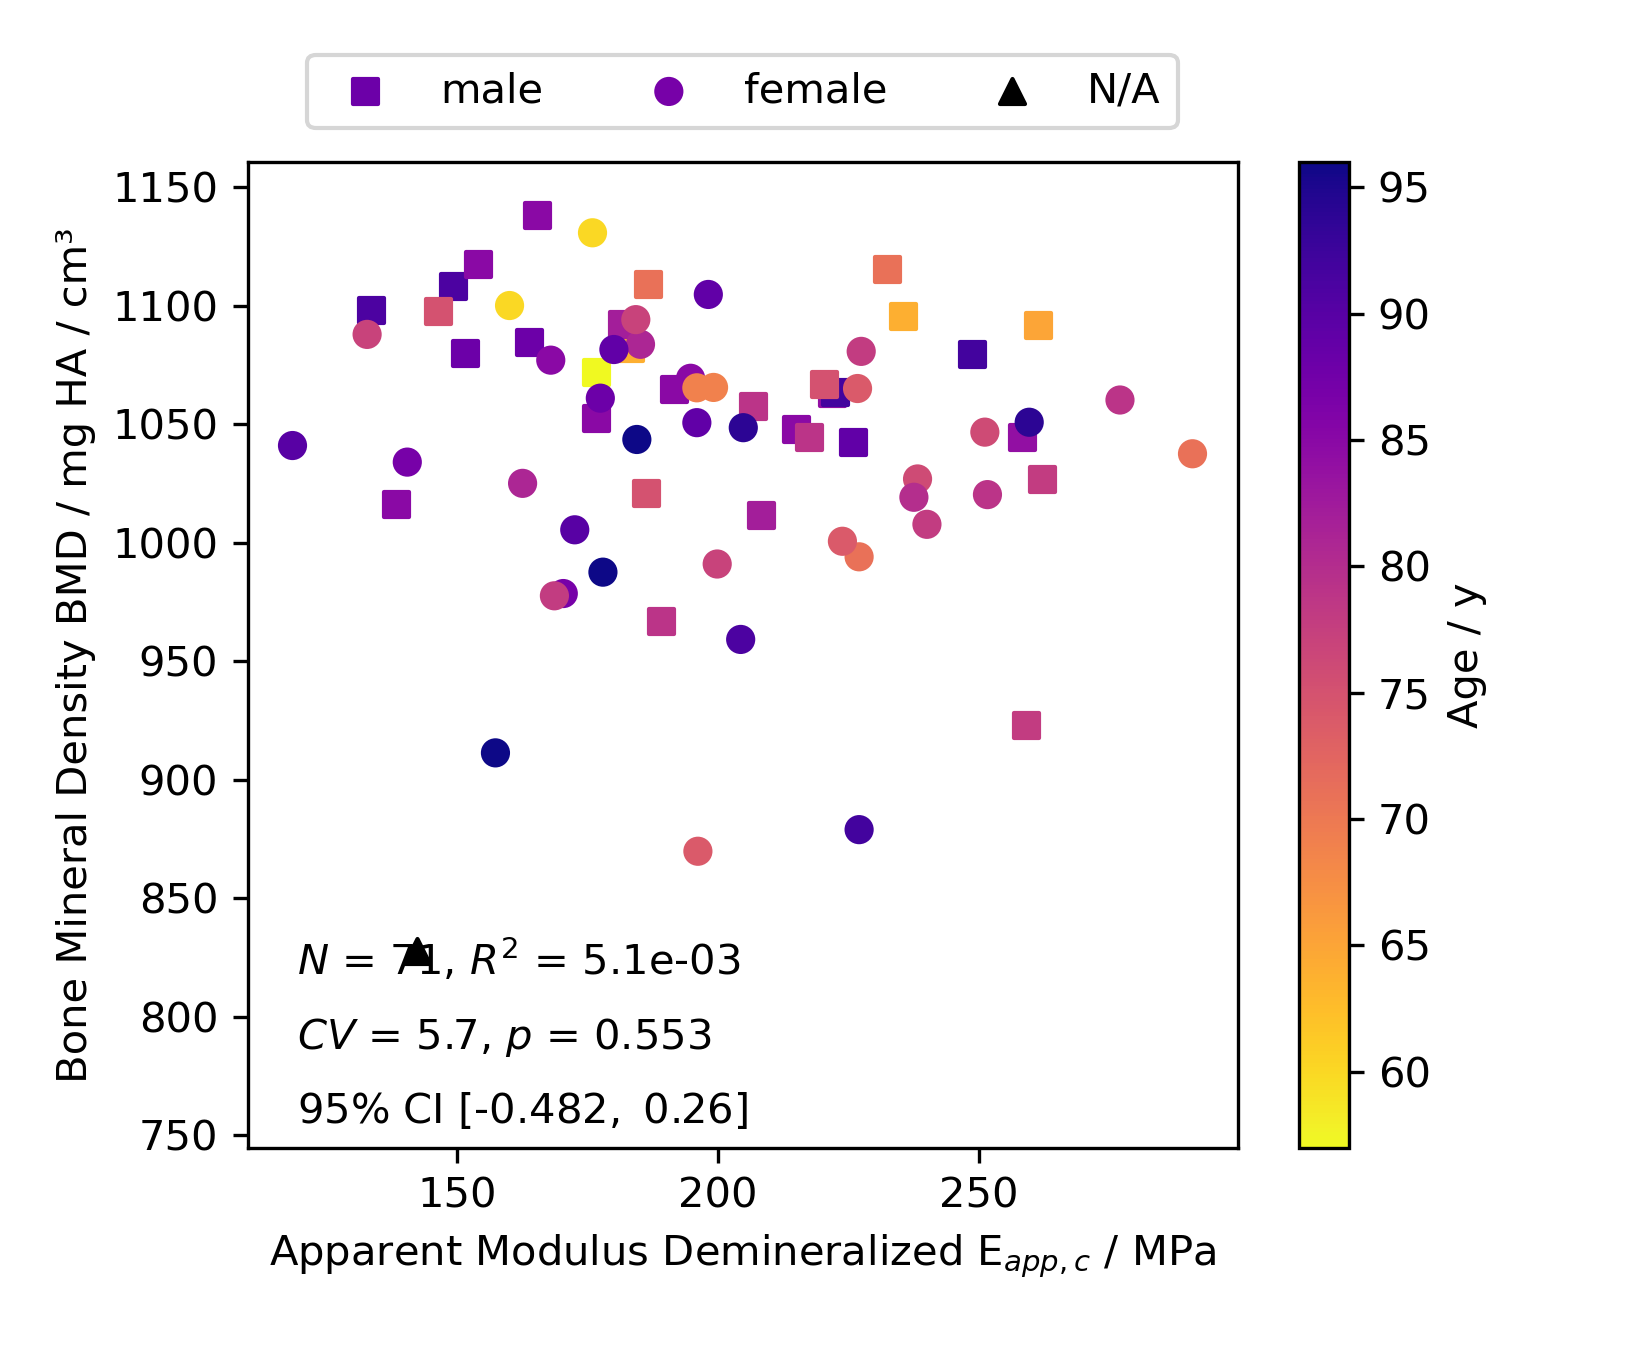 male female N/A
1150
1100
1050
1000
950
900
850
800
750
Bone Mineral Density BMD / mg HA / cm³
N = 71, R² = 5.1e-03
CV = 5.7, p = 0.553
95% CI [-0.482, 0.26]
150 200 250
Apparent Modulus Demineralized E_app,c / MPa
95
90
85
80
75
70
65
60
Age / y